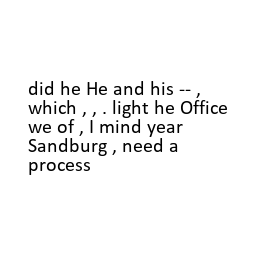 did he He and his -- ,
which , , . light he Office
we of , I mind year
Sandburg , need a
process